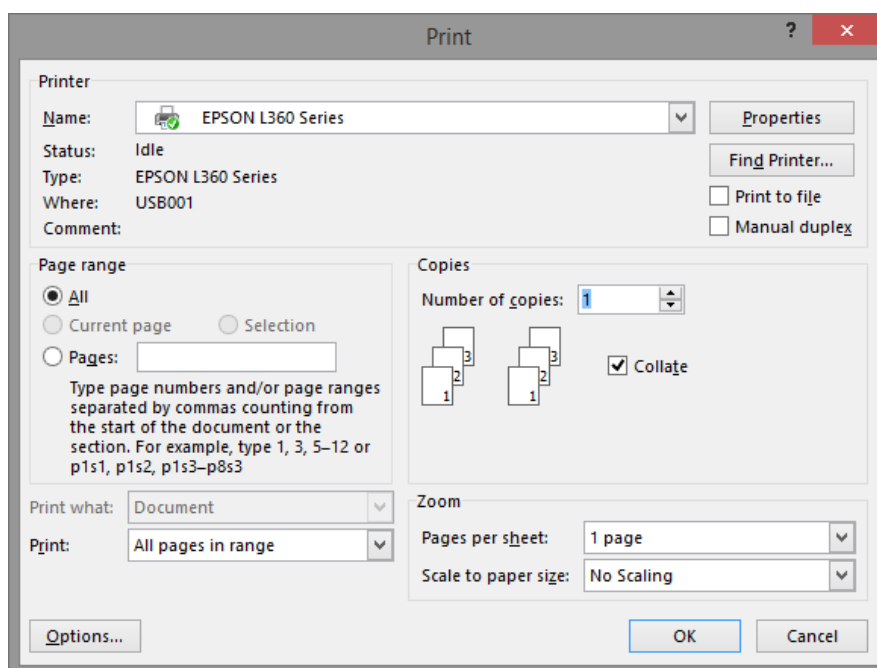 Print
?
Printer
Name: EPSON L360 Series
Properties
Status: Idle
Find Printer...
Type: EPSON L360 Series
Where: USB001
Print to file
Comment:
Manual duplex
Page range
All
Current page Selection
Pages:
Type page numbers and/or page ranges
separated by commas counting from
the start of the document or the
section. For example, type 1, 3, 5–12 or
p1s1, p1s2, p1s3–p8s3
Copies
Number of copies: 1
3 3
2 2
1 1
Collate
Print what: Document
Print: All pages in range
Zoom
Pages per sheet: 1 page
Scale to paper size: No Scaling
Options...
OK Cancel